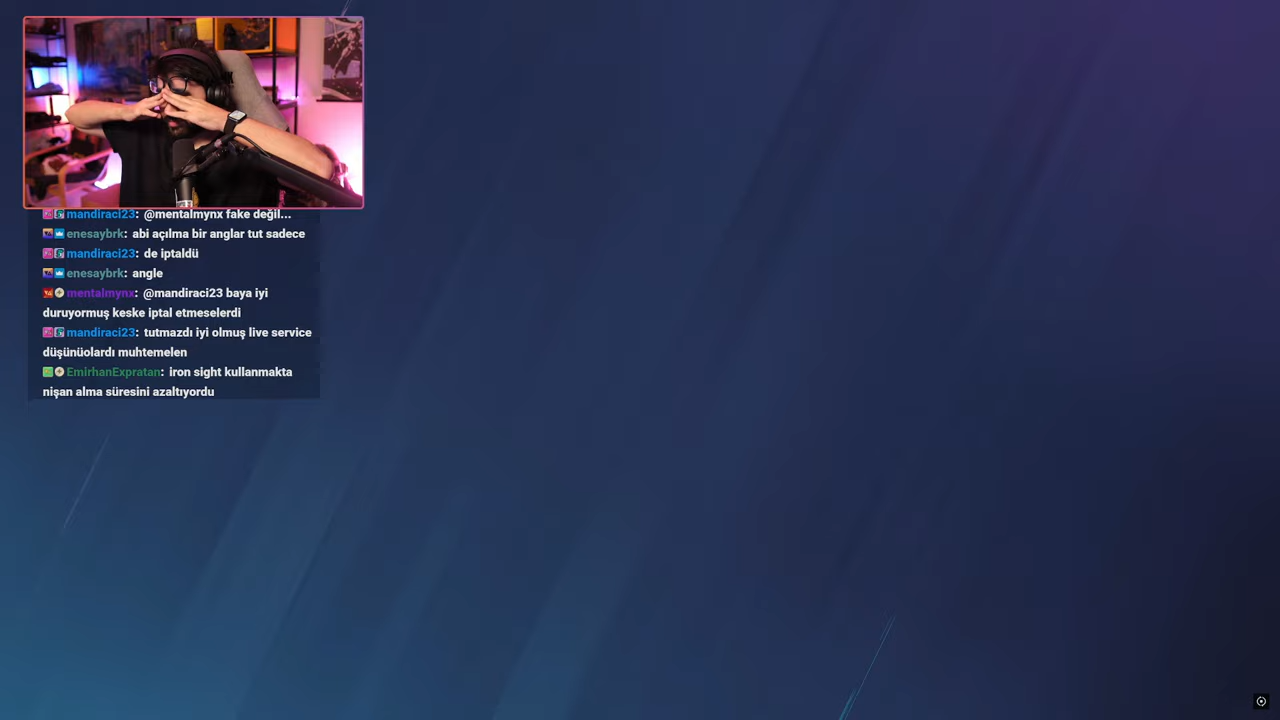 mandiraci23: @mentalmynx fake değil...
enesaybrk: abi açılma bir anglar tut sadece
mandiraci23: de iptaldü
enesaybrk: angle
mentalmynx: @mandiraci23 baya iyi
duruyormuş keske iptal etmeselerdi
mandiraci23: tutmazdı iyi olmuş live service
düşünüolardı muhtemelen
EmirhanExpratan: iron sight kullanmakta
nişan alma süresini azaltıyordu